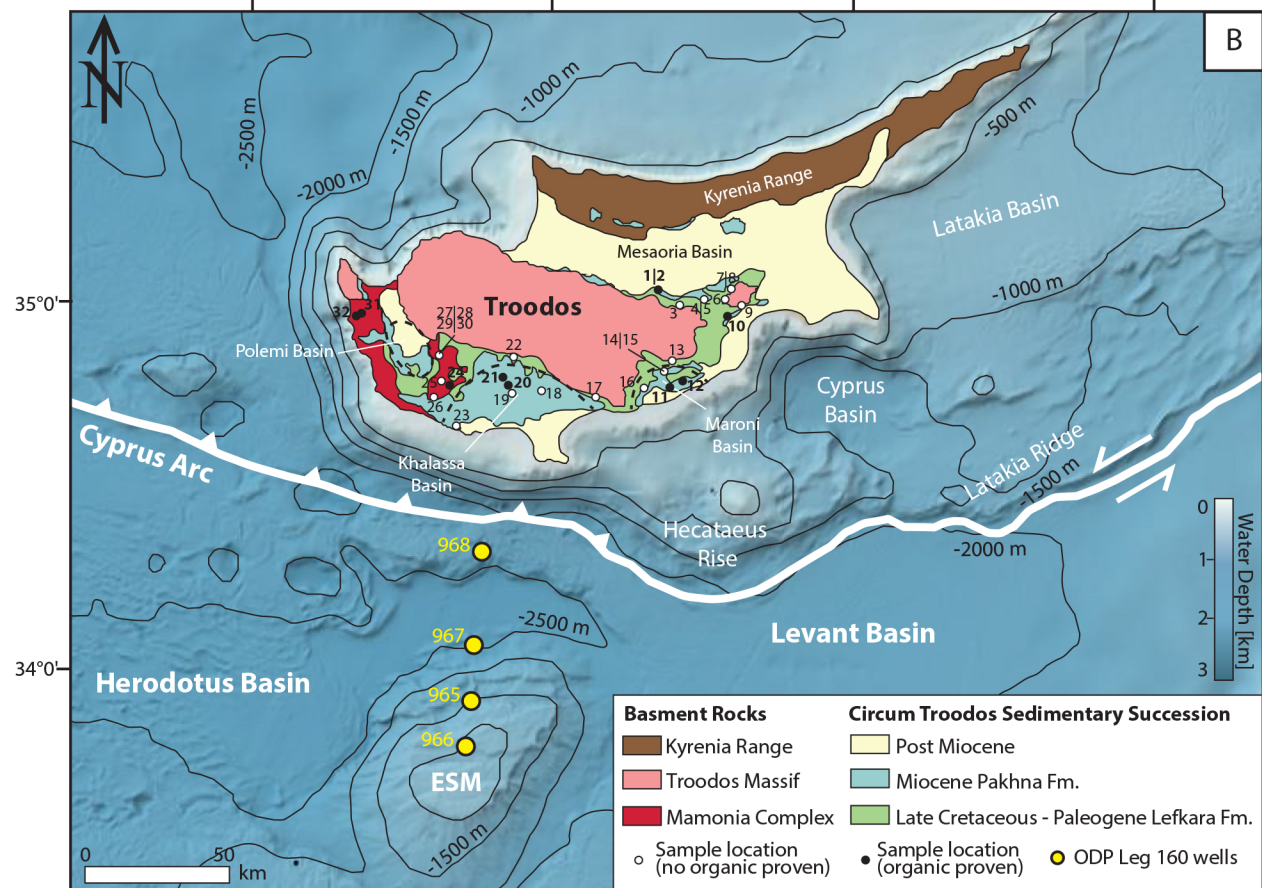 B
N
-2500 m
-1500 m
-1000 m
-2000 m
-500 m
Kyrenia Range
Latakia Basin
Mesaoria Basin
-1000 m
35°0'
Troodos
1|2
3
4|5
6
7|8
9
10
32
31
27|28
29|30
Polemi Basin
22
14|15
13
24
25
26
21
20
19
18
17
16
11
12
23
Khalassa
Basin
Maroni
Basin
Cyprus
Basin
Cyprus Arc
Latakia Ridge
-1500 m
Hecataeus
Rise
-2000 m
0
1
2
3
Water Depth [km]
968
967
-2500 m
Levant Basin
34°0'
Herodotus Basin
965
966
ESM
-1500 m
0
50
km
Basment Rocks
Kyrenia Range
Troodos Massif
Mamonia Complex
Circum Troodos Sedimentary Succession
Post Miocene
Miocene Pakhna Fm.
Late Cretaceous - Paleogene Lefkara Fm.
Sample location
(no organic proven)
Sample location
(organic proven)
ODP Leg 160 wells